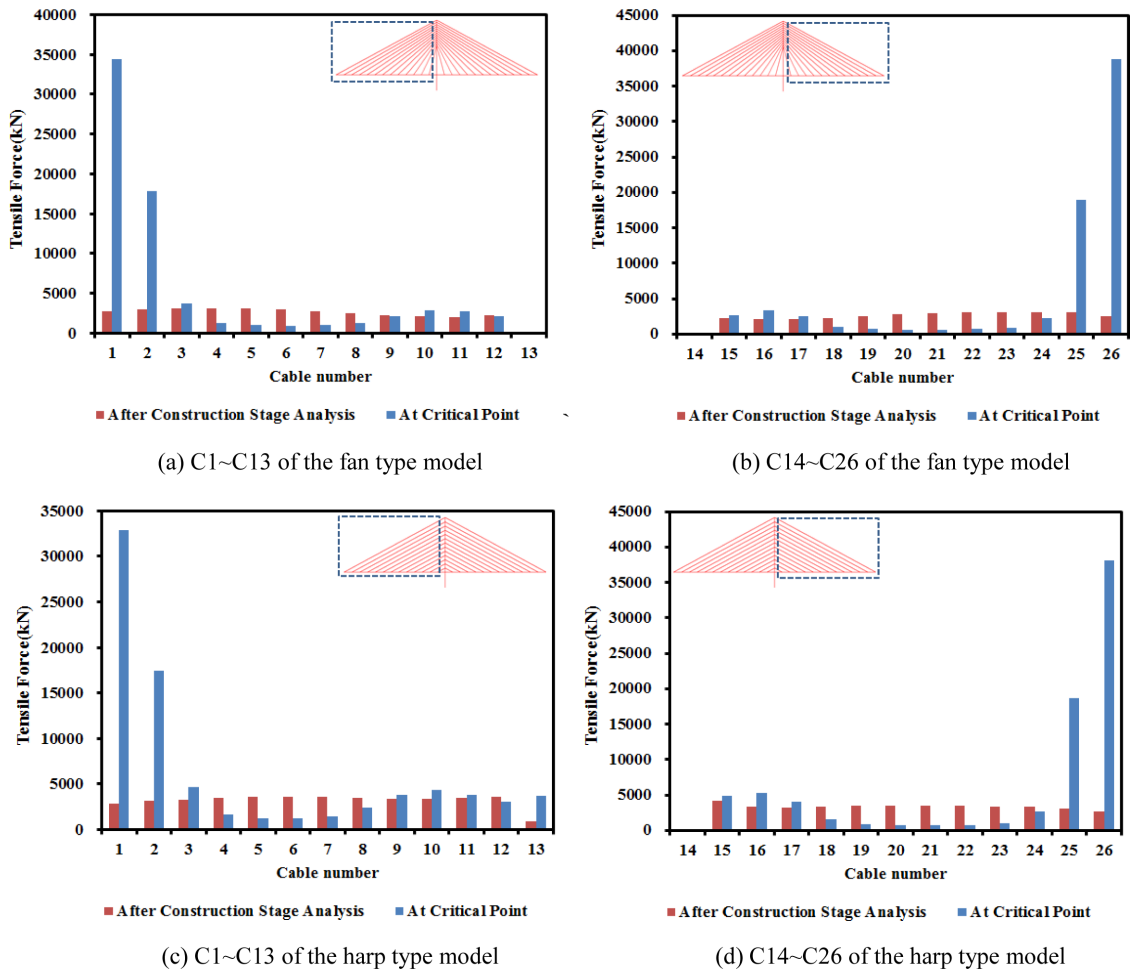 40000
35000
30000
25000
20000
15000
10000
5000
0
Tensile Force(kN)
1 2 3 4 5 6 7 8 9 10 11 12 13
Cable number
After Construction Stage Analysis At Critical Point
(a) C1~C13 of the fan type model
45000
40000
35000
30000
25000
20000
15000
10000
5000
0
Tensile Force(kN)
14 15 16 17 18 19 20 21 22 23 24 25 26
Cable number
After Construction Stage Analysis At Critical Point
`
(b) C14~C26 of the fan type model
35000
30000
25000
20000
15000
10000
5000
0
Tensile Force(kN)
1 2 3 4 5 6 7 8 9 10 11 12 13
Cable number
After Construction Stage Analysis At Critical Point
(c) C1~C13 of the harp type model
45000
40000
35000
30000
25000
20000
15000
10000
5000
0
Tensile Force(kN)
14 15 16 17 18 19 20 21 22 23 24 25 26
Cable number
After Construction Stage Analysis At Critical Point
(d) C14~C26 of the harp type model